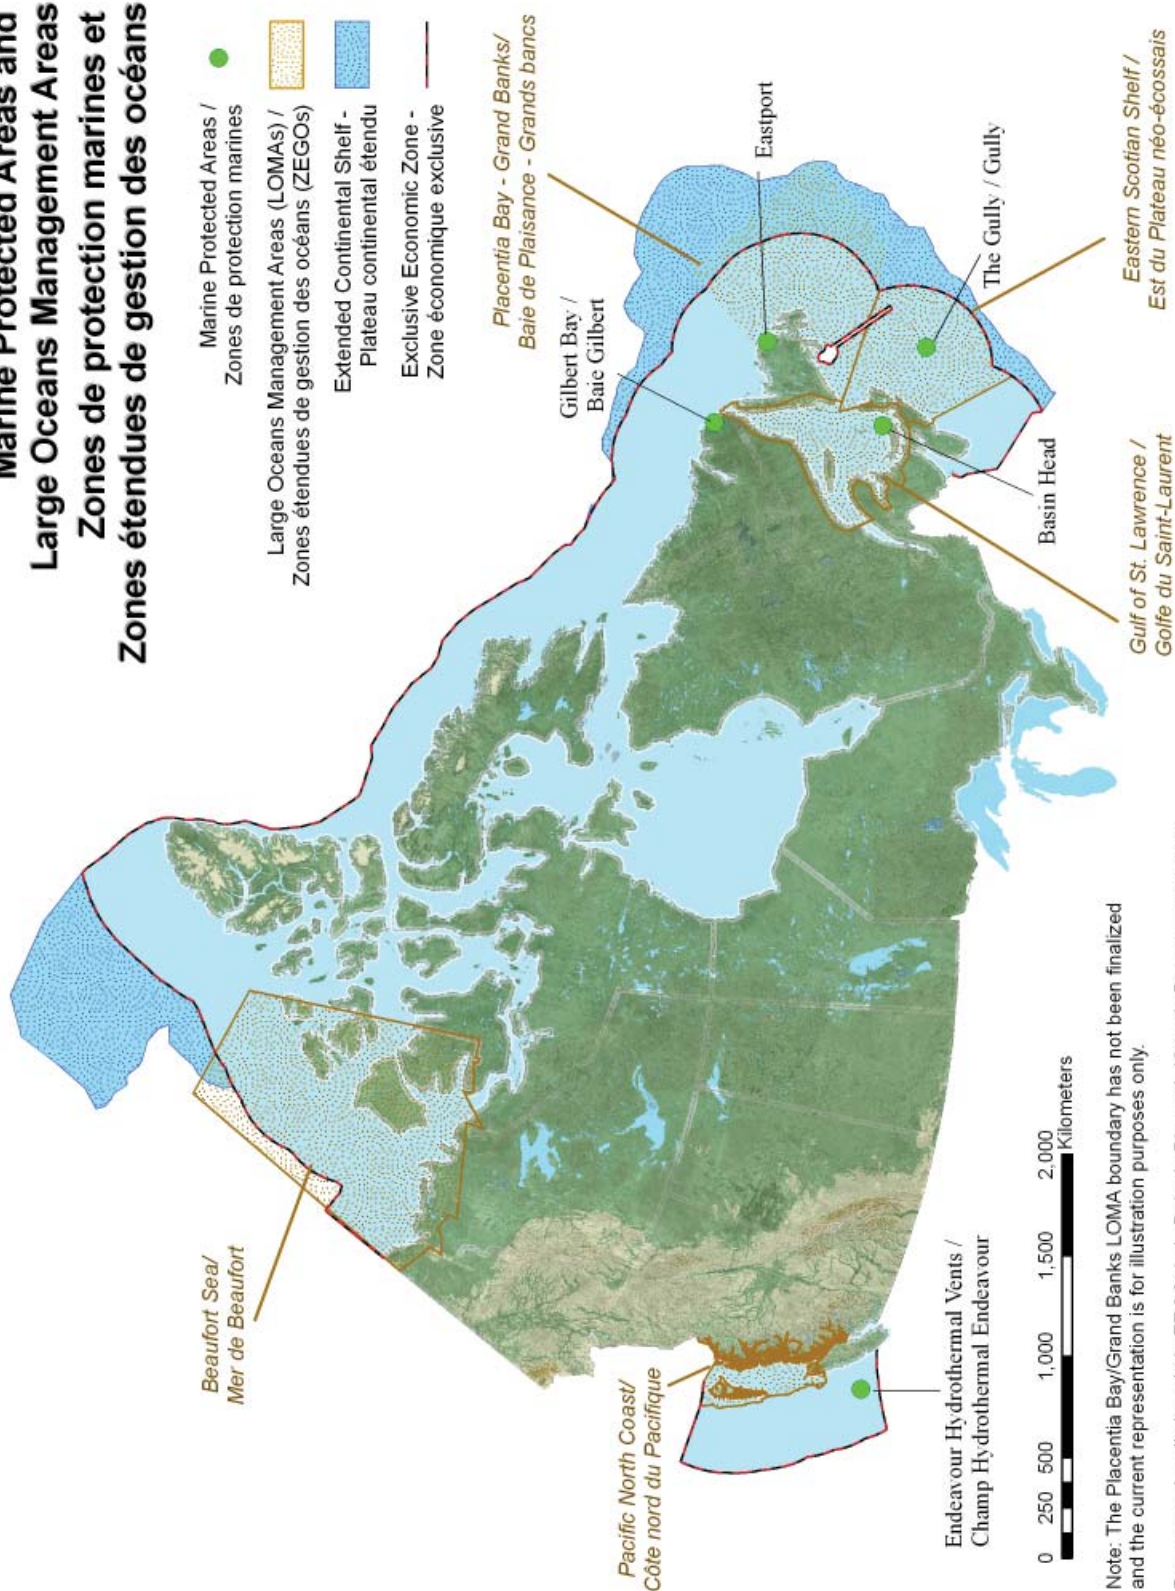 Marine Protected Areas and
Large Oceans Management Areas
Zones de protection marines et
Zones étendues de gestion des océans
Marine Protected Areas /
Zones de protection marines
Large Oceans Management Areas (LOMAs) /
Zones étendues de gestion des océans (ZEGOs)
Extended Continental Shelf -
Plateau continental étendu
Exclusive Economic Zone -
Zone économique exclusive
Placentia Bay - Grand Banks/
Baie de Plaisance - Grands bancs
Gilbert Bay /
Baie Gilbert
Eastport
The Gully / Gully
Eastern Scotian Shelf /
Est du Plateau néo-écossais
Basin Head
Gulf of St. Lawrence /
Golfe du Saint-Laurent
Beaufort Sea/
Mer de Beaufort
Pacific North Coast/
Côte nord du Pacifique
Endeavour Hydrothermal Vents /
Champ Hydrothermal Endeavour
0 250 500 1,000 1,500 2,000
Kilometers
Note: The Placentia Bay/Grand Banks LOMA boundary has not been finalized
and the current representation is for illustration purposes only.